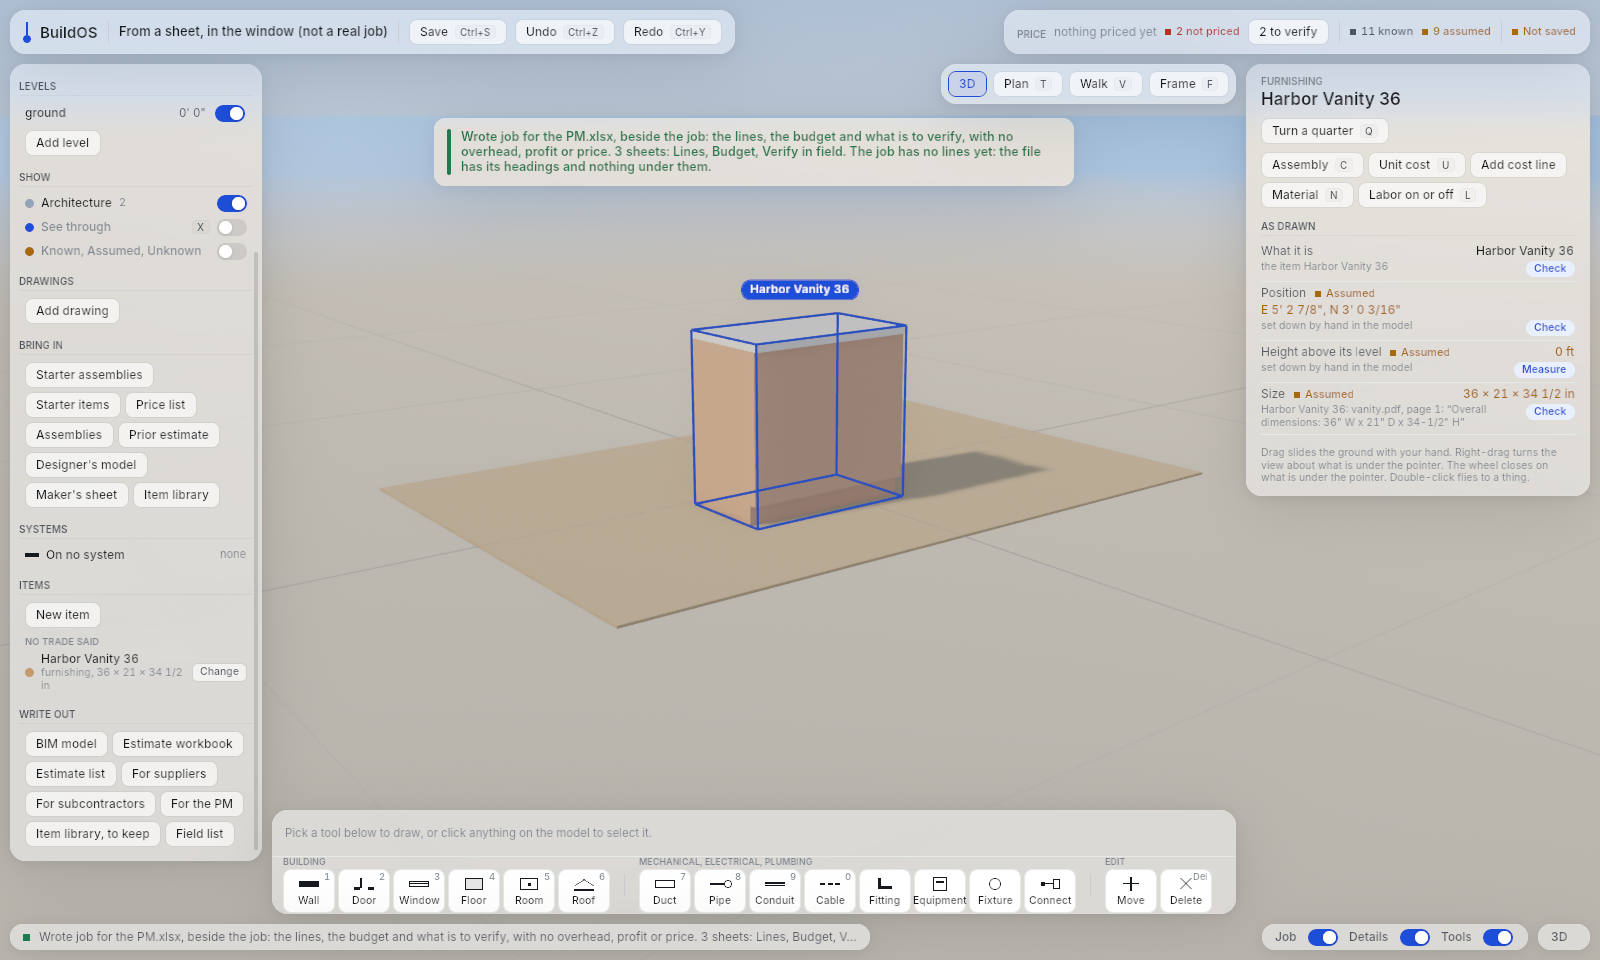 BuildOS
From a sheet, in the window (not a real job)
Save Ctrl+S
Undo Ctrl+Z
Redo Ctrl+Y
PRICE nothing priced yet 2 not priced 2 to verify 11 known 9 assumed Not saved
LEVELS
ground 0' 0"
Add level
SHOW
Architecture 2
See through X
Known, Assumed, Unknown
DRAWINGS
Add drawing
BRING IN
Starter assemblies
Starter items Price list
Assemblies Prior estimate
Designer's model
Maker's sheet Item library
SYSTEMS
On no system none
ITEMS
New item
NO TRADE SAID
Harbor Vanity 36
furnishing, 36 × 21 × 34 1/2
in
Change
WRITE OUT
BIM model Estimate workbook
Estimate list For suppliers
For subcontractors For the PM
Item library, to keep Field list
3D Plan T Walk V Frame F
Wrote job for the PM.xlsx, beside the job: the lines, the budget and what is to verify, with no
overhead, profit or price. 3 sheets: Lines, Budget, Verify in field. The job has no lines yet: the file
has its headings and nothing under them.
Harbor Vanity 36
FURNISHING
Harbor Vanity 36
Turn a quarter Q
Assembly C Unit cost U Add cost line
Material N Labor on or off L
AS DRAWN
What it is Harbor Vanity 36
the item Harbor Vanity 36 Check
Position Assumed
E 5' 2 7/8", N 3' 0 3/16"
set down by hand in the model Check
Height above its level Assumed 0 ft
set down by hand in the model Measure
Size Assumed 36 × 21 × 34 1/2 in
Harbor Vanity 36: vanity.pdf, page 1: "Overall
dimensions: 36" W x 21" D x 34-1/2" H"
Check
Drag slides the ground with your hand. Right-drag turns the
view about what is under the pointer. The wheel closes on
what is under the pointer. Double-click flies to a thing.
Pick a tool below to draw, or click anything on the model to select it.
BUILDING
1 Wall
2 Door
3 Window
4 Floor
5 Room
6 Roof
MECHANICAL, ELECTRICAL, PLUMBING
7 Duct
8 Pipe
9 Conduit
0 Cable
Fitting
Equipment
Fixture
Connect
EDIT
Move
Del Delete
Wrote job for the PM.xlsx, beside the job: the lines, the budget and what is to verify, with no overhead, profit or price. 3 sheets: Lines, Budget, V...
Job Details Tools 3D